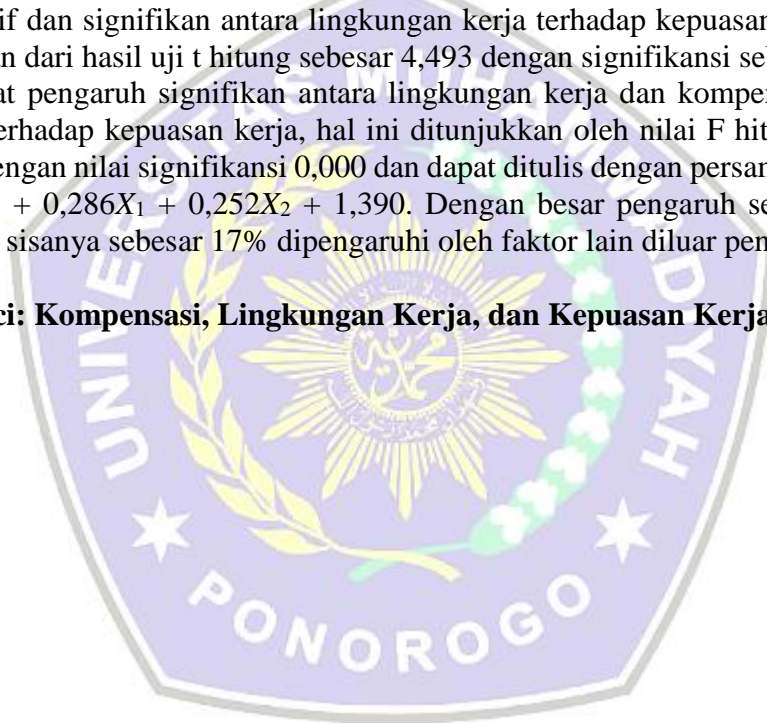 if dan signifikan antara lingkungan kerja terhadap kepuasan
n dari hasil uji t hitung sebesar 4,493 dengan signifikansi se
at pengaruh signifikan antara lingkungan kerja dan kompe
erhadap kepuasan kerja, hal ini ditunjukkan oleh nilai F hit
engan nilai signifikansi 0,000 dan dapat ditulis dengan persa
+ 0,286X₁ + 0,252X₂ + 1,390. Dengan besar pengaruh se
sisanya sebesar 17% dipengaruhi oleh faktor lain diluar pen
ci: Kompensasi, Lingkungan Kerja, dan Kepuasan Kerja
UNIVERSITAS MUHAMMADIYAH
PONOROGO